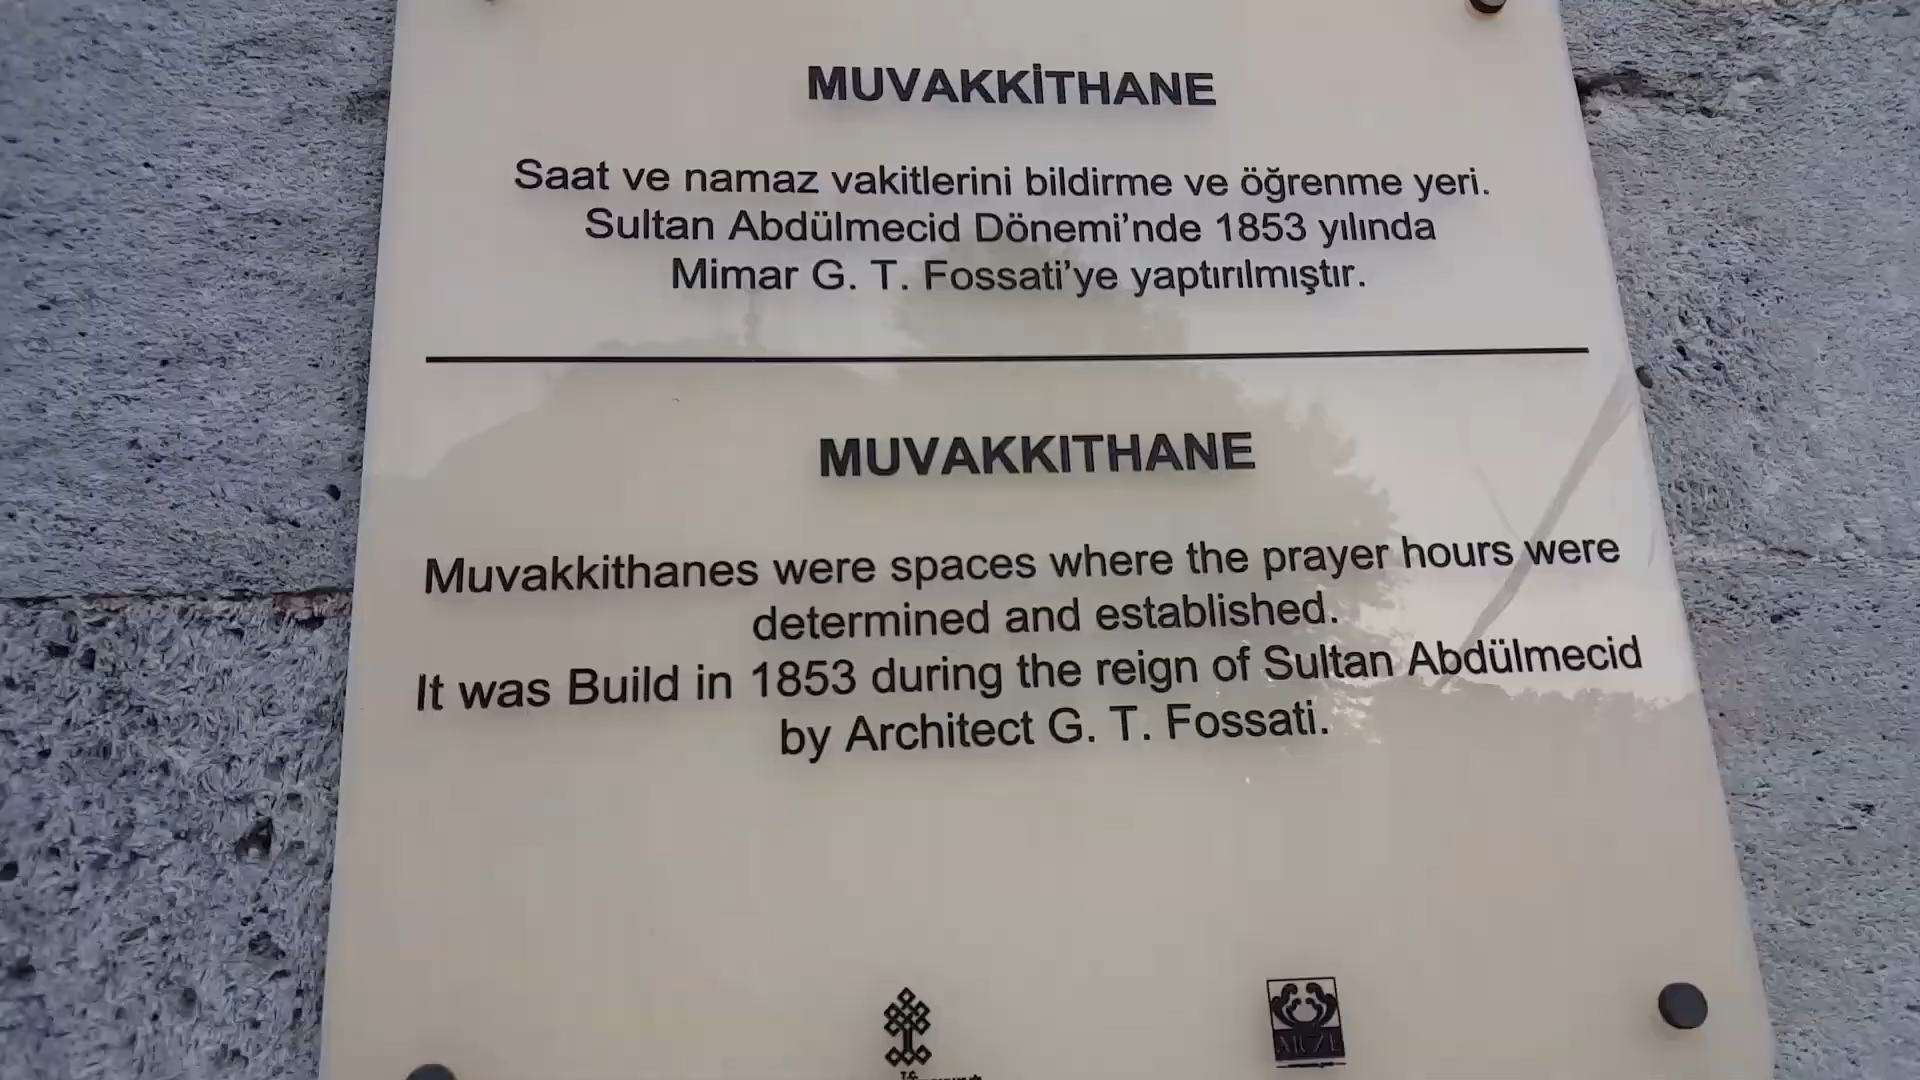 MUVAKKİTHANE
Saat ve namaz vakitlerini bildirme ve öğrenme yeri.
Sultan Abdülmecid Dönemi'nde 1853 yılında
Mimar G. T. Fossati'ye yaptırılmıştır.
MUVAKKITHANE
Muvakkithanes were spaces where the prayer hours were
determined and established.
It was Build in 1853 during the reign of Sultan Abdülmecid
by Architect G. T. Fossati.